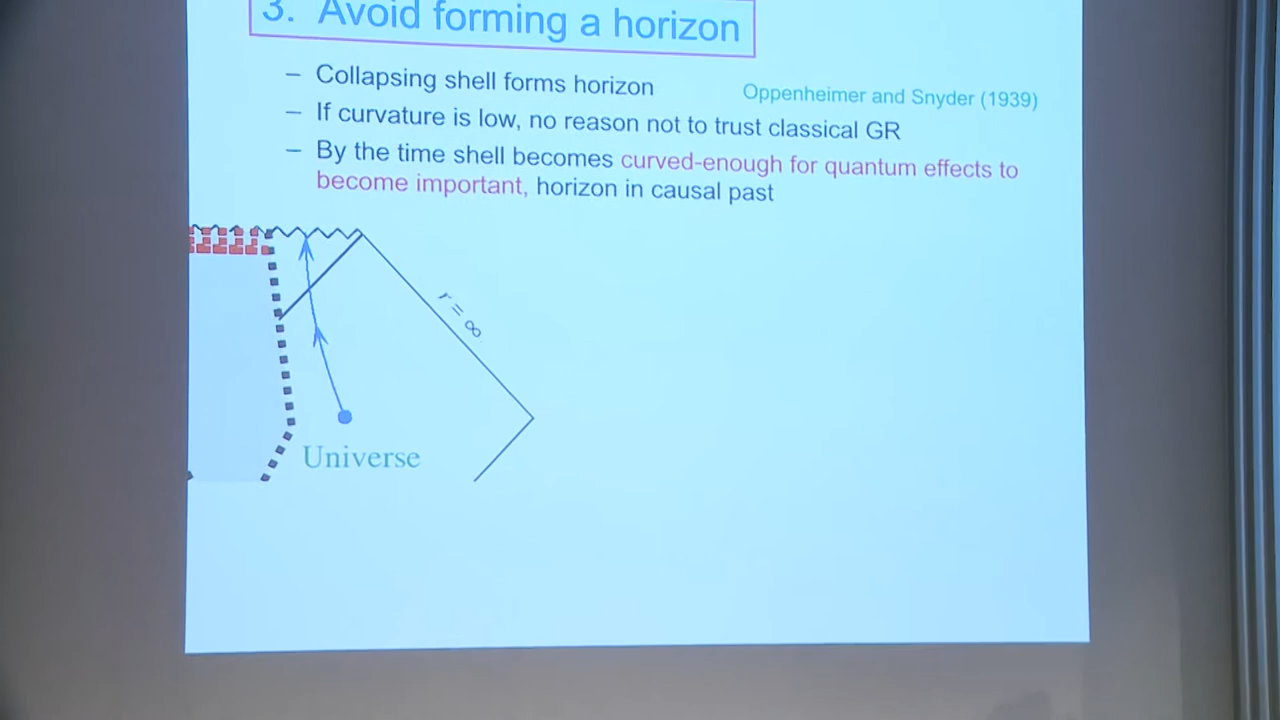 3. Avoid forming a horizon
– Collapsing shell forms horizon
Oppenheimer and Snyder (1939)
– If curvature is low, no reason not to trust classical GR
– By the time shell becomes curved-enough for quantum effects to
become important, horizon in causal past
r = ∞
Universe